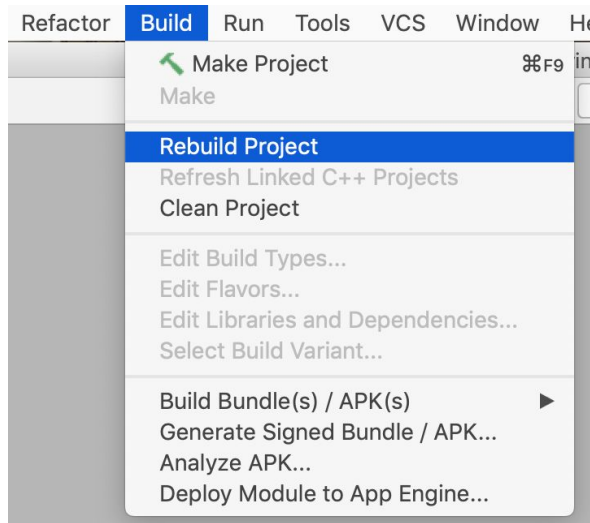 Refactor Build Run Tools VCS Window
Make Project ⌘F9
Make
Rebuild Project
Refresh Linked C++ Projects
Clean Project
Edit Build Types...
Edit Flavors...
Edit Libraries and Dependencies...
Select Build Variant...
Build Bundle(s) / APK(s)
Generate Signed Bundle / APK...
Analyze APK...
Deploy Module to App Engine...